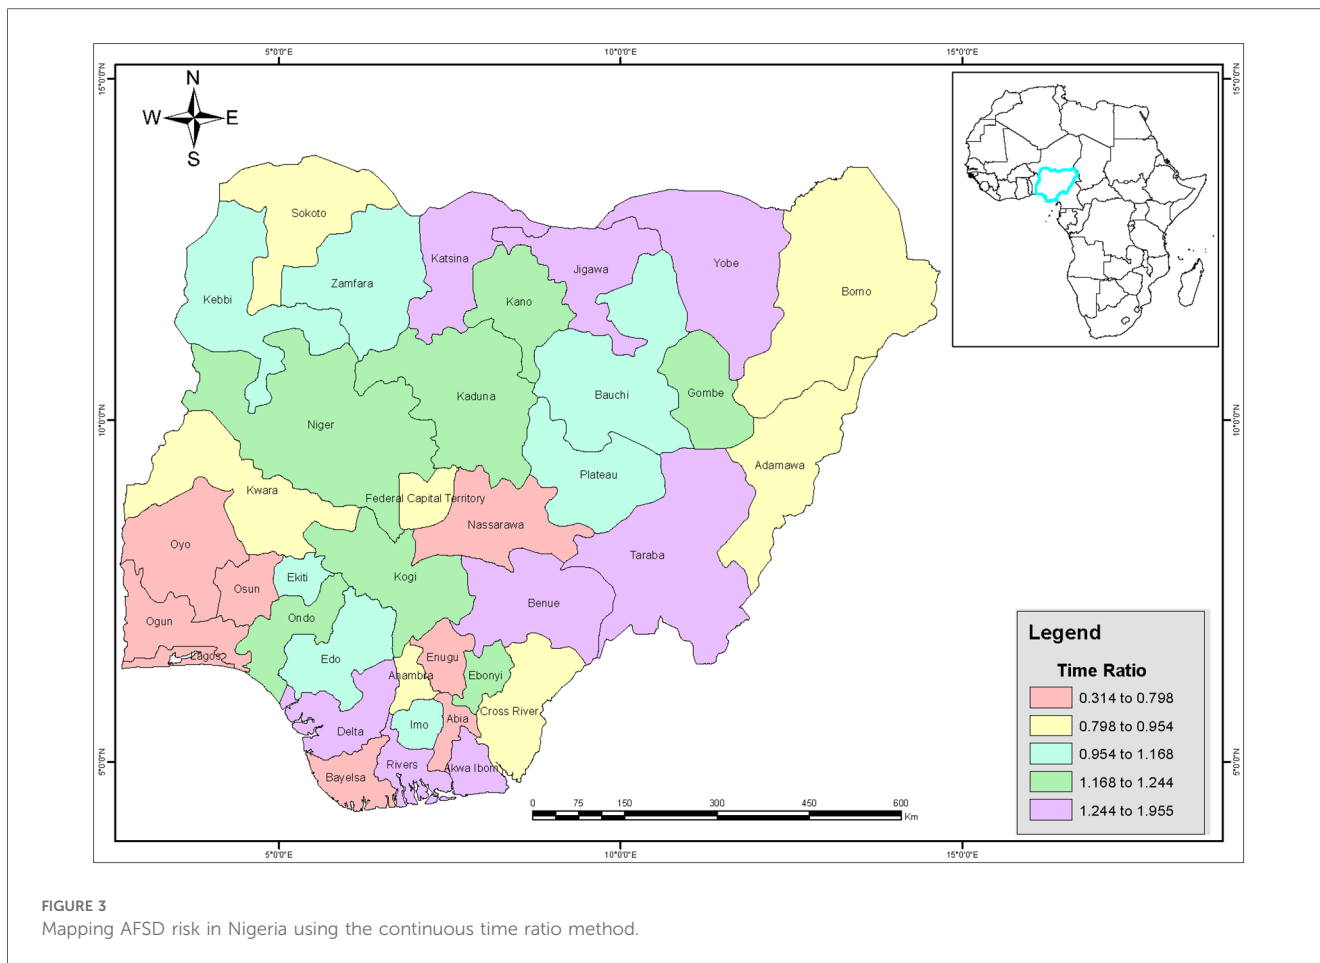 5°0'0"E
10°0'0"E
15°0'0"E
15°0'0"N
15°0'0"N
N
W E
S
Sokoto
Katsina
Jigawa
Yobe
Zamfara
Kebbi
Kano
Borno
Kaduna
Bauchi
Gombe
Niger
10°0'0"N
10°0'0"N
Adamawa
Plateau
Kwara
Federal Capital Territory
Nassarawa
Oyo
Taraba
Osun
Ekiti
Kogi
Benue
Ogun
Ondo
Lagos
Edo
Enugu
Anambra
Ebonyi
Cross River
Abia
Imo
Delta
Rivers
Akwa Ibom
Bayelsa
5°0'0"N
5°0'0"N
Legend
Time Ratio
0.314 to 0.798
0.798 to 0.954
0.954 to 1.168
1.168 to 1.244
1.244 to 1.955
0 75 150 300 450 600
Km
5°0'0"E
10°0'0"E
15°0'0"E
FIGURE 3
Mapping AFSD risk in Nigeria using the continuous time ratio method.